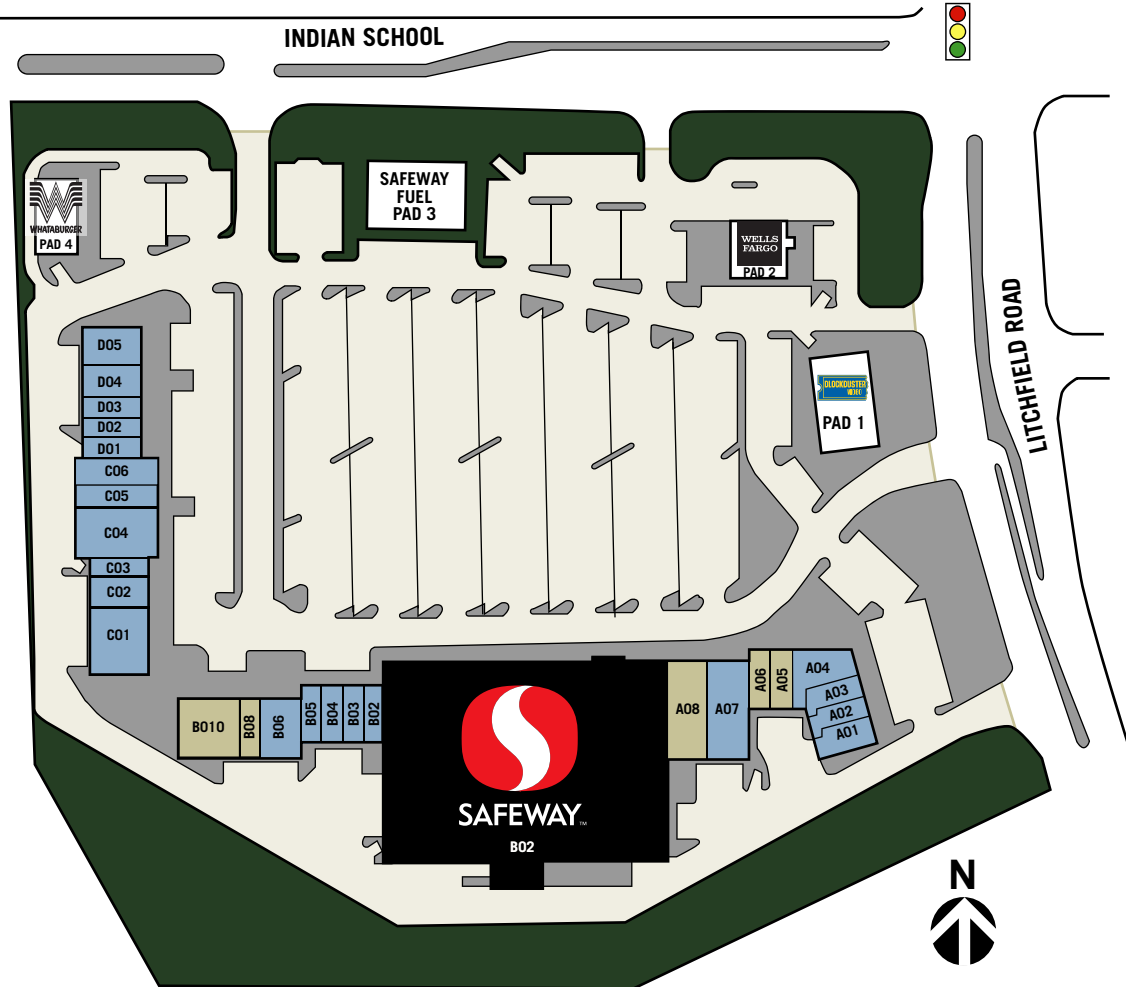 INDIAN SCHOOL
WHATABURGER
PAD 4
SAFEWAY
FUEL
PAD 3
WELLS
FARGO
PAD 2
BLOCKBUSTER
VIDEO
PAD 1
LITCHFIELD ROAD
D05
D04
D03
D02
D01
C06
C05
C04
C03
C02
C01
B010
B08
B06
B05
B04
B03
B02
SAFEWAY™
B02
A08
A07
A06
A05
A04
A03
A02
A01
N